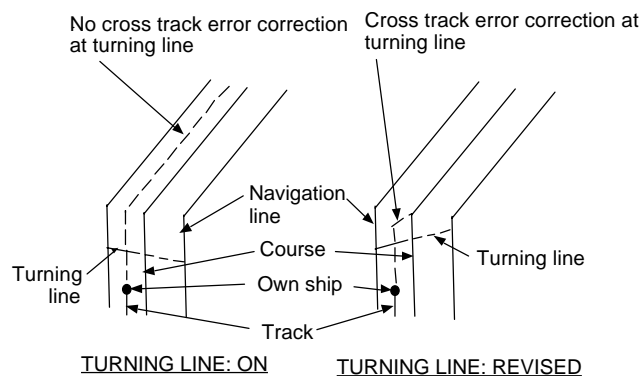 No cross track error correction
at turning line
Cross track error correction at
turning line
Navigation
line
Turning
line
Course
Turning line
Own ship
Track
TURNING LINE: ON
TURNING LINE: REVISED